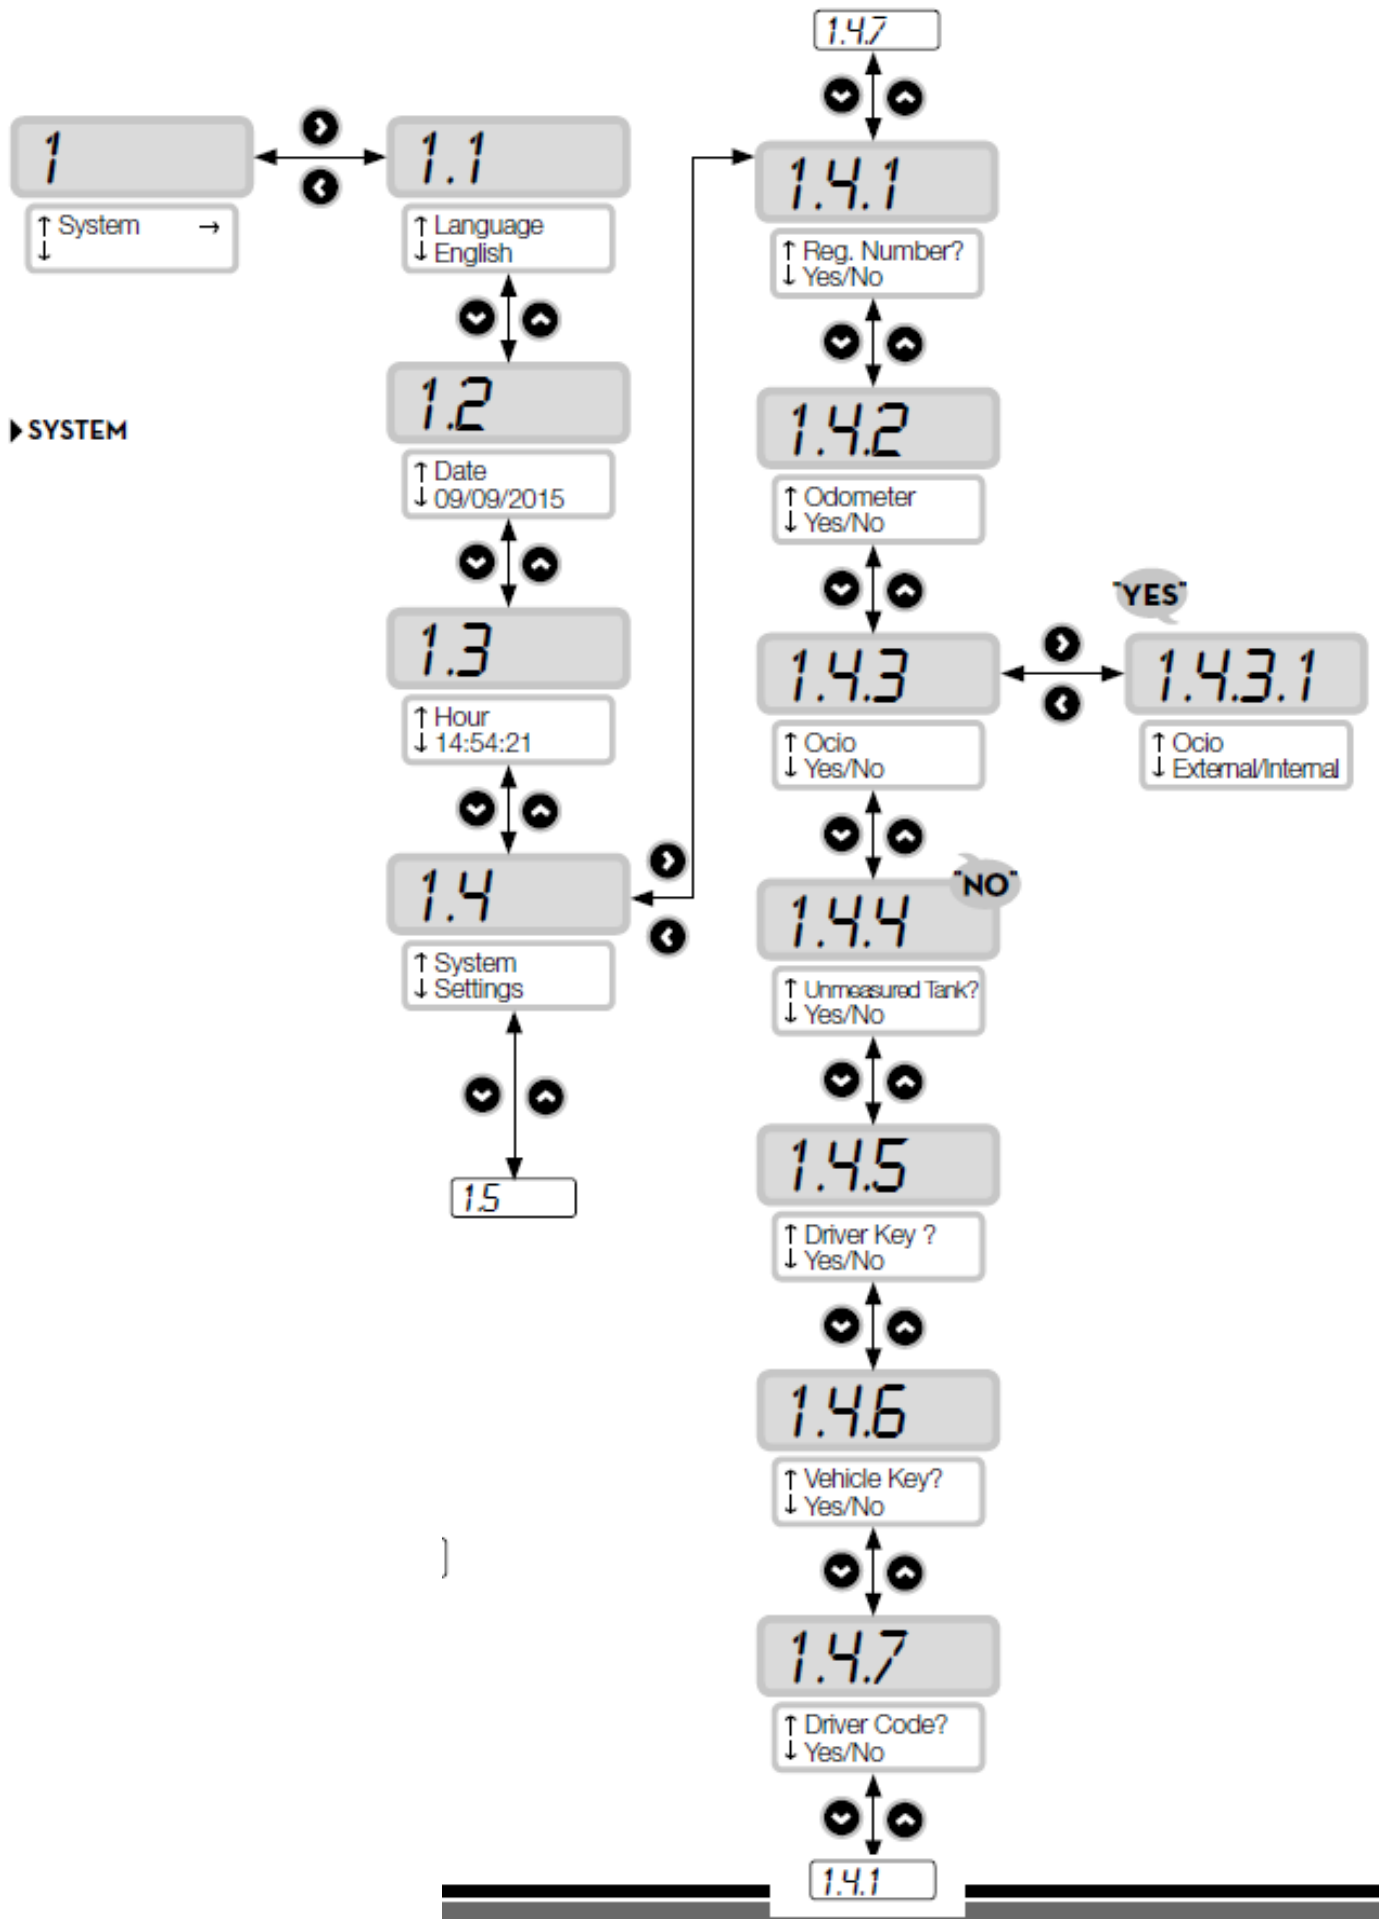 1
↑ System →
↓
▶ SYSTEM
1.1
↑ Language
↓ English
1.2
↑ Date
↓ 09/09/2015
1.3
↑ Hour
↓ 14:54:21
1.4
↑ System
↓ Settings
1.5
1.4.7
1.4.1
↑ Reg. Number?
↓ Yes/No
1.4.2
↑ Odometer
↓ Yes/No
1.4.3
↑ Ocio
↓ Yes/No
"YES"
1.4.3.1
↑ Ocio
↓ External/Internal
"NO"
1.4.4
↑ Unmeasured Tank?
↓ Yes/No
1.4.5
↑ Driver Key ?
↓ Yes/No
1.4.6
↑ Vehicle Key?
↓ Yes/No
1.4.7
↑ Driver Code?
↓ Yes/No
1.4.1